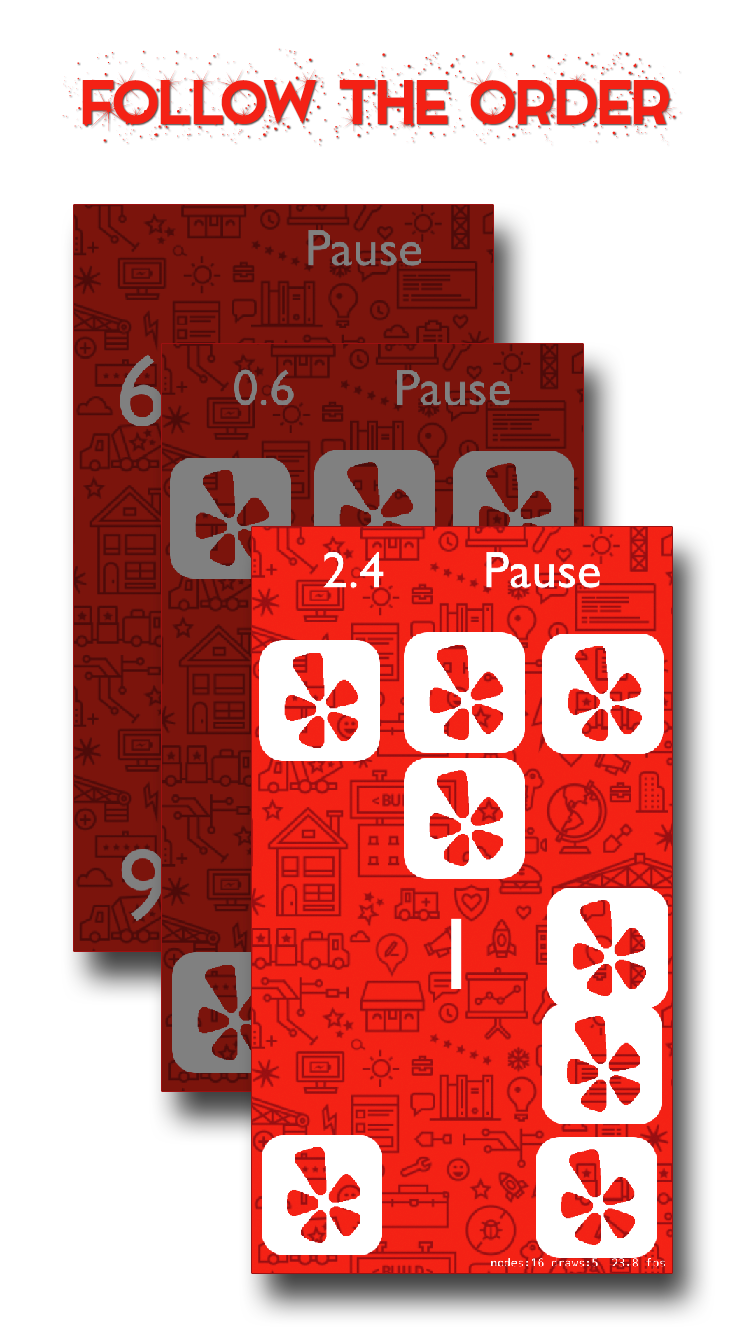 FOLLOW THE ORDER
Pause
6
0.6 Pause
9
2.4 Pause
1
nodes:16 draws:5 23.8 fps
<BUILD>